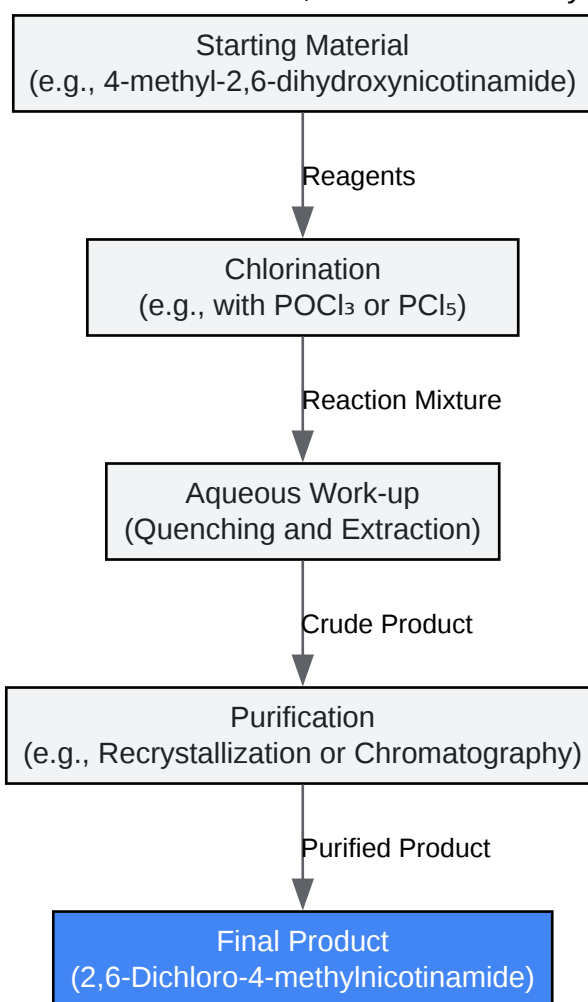 Starting Material
(e.g., 4-methyl-2,6-dihydroxynicotinamide)
Reagents
Chlorination
(e.g., with POCl₃ or PCl₅)
Reaction Mixture
Aqueous Work-up
(Quenching and Extraction)
Crude Product
Purification
(e.g., Recrystallization or Chromatography)
Purified Product
Final Product
(2,6-Dichloro-4-methylnicotinamide)